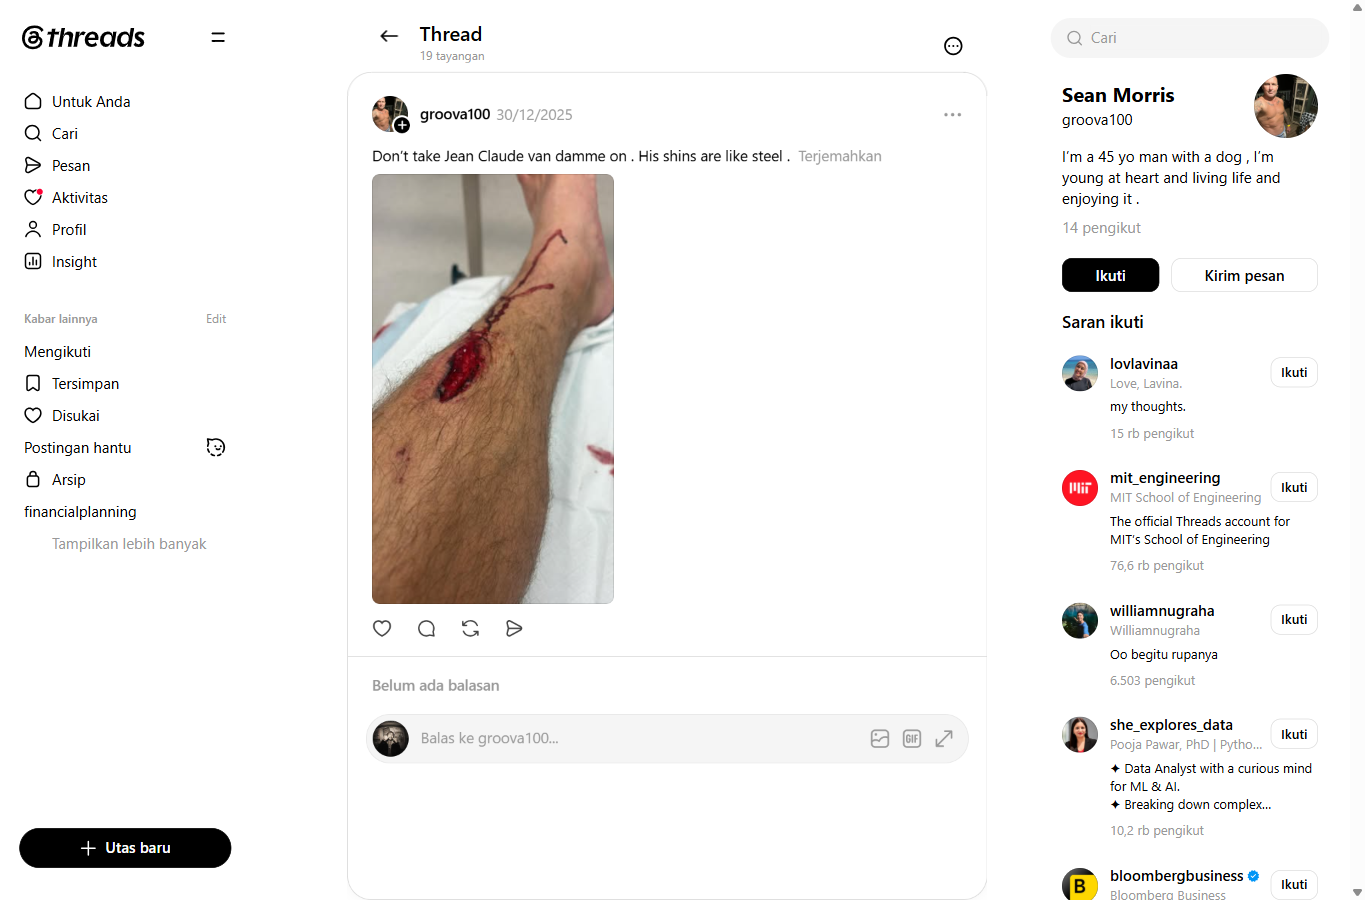 threads
Untuk Anda
Cari
Pesan
Aktivitas
Profil
Insight
Kabar lainnya
Edit
Mengikuti
Tersimpan
Disukai
Postingan hantu
Arsip
financialplanning
Tampilkan lebih banyak
Utas baru
Thread
19 tayangan
groova100 30/12/2025
Don’t take Jean Claude van damme on . His shins are like steel . Terjemahkan
Belum ada balasan
Balas ke groova100...
GIF
Cari
Sean Morris
groova100
I’m a 45 yo man with a dog , I’m
young at heart and living life and
enjoying it .
14 pengikut
Ikuti
Kirim pesan
Saran ikuti
lovlavinaa
Love, Lavina.
Ikuti
my thoughts.
15 rb pengikut
mit_engineering
MIT School of Engineering
Ikuti
The official Threads account for
MIT’s School of Engineering
76,6 rb pengikut
williamnugraha
Williamnugraha
Ikuti
Oo begitu rupanya
6.503 pengikut
she_explores_data
Pooja Pawar, PhD | Pytho...
Ikuti
✦ Data Analyst with a curious mind
for ML & AI.
✦ Breaking down complex...
10,2 rb pengikut
B
bloombergbusiness
Bloomberg Business
Ikuti